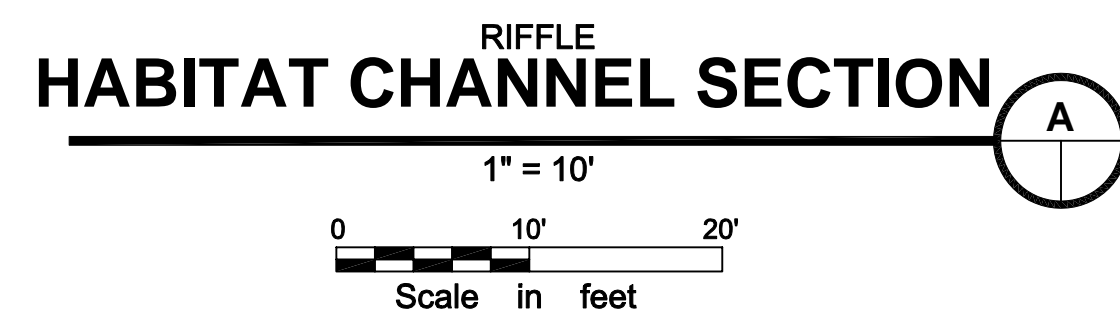 RIFFLE
HABITAT CHANNEL SECTION
A
1" = 10'
0 10' 20'
Scale in feet